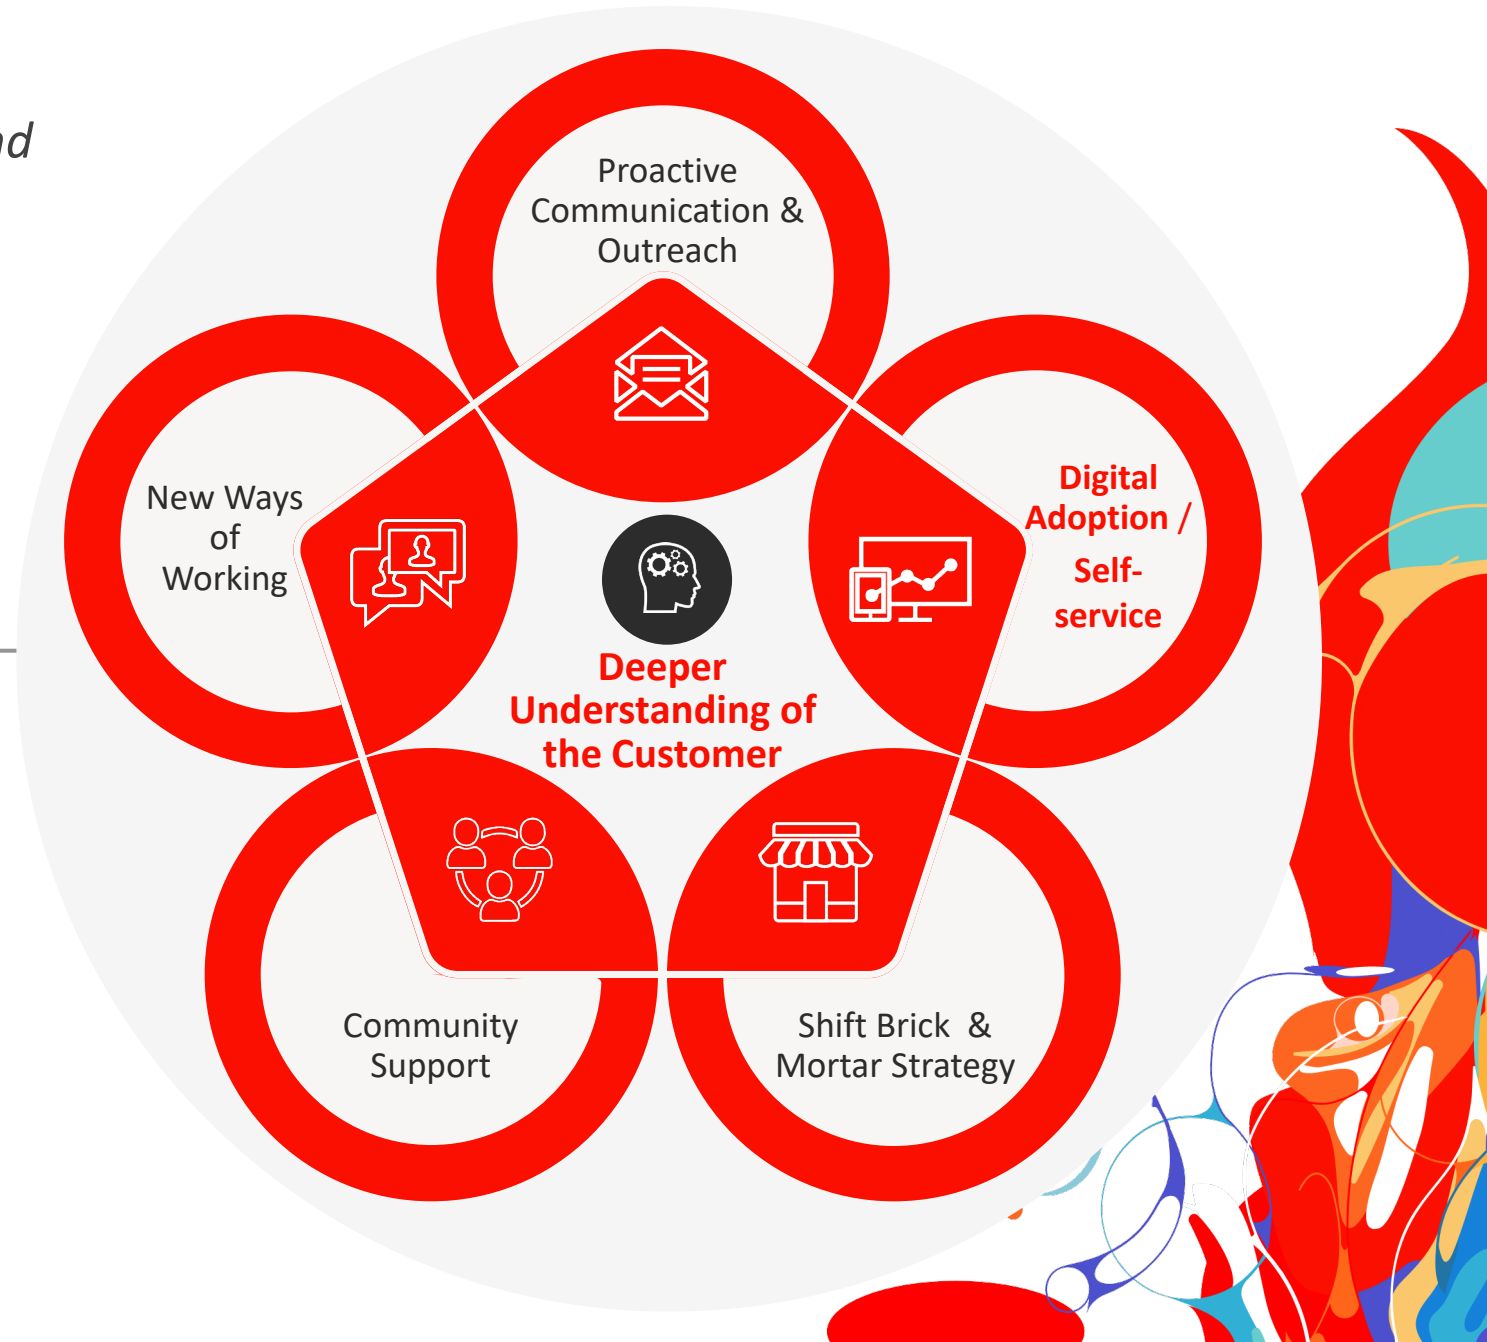 Proactive
Communication &
Outreach
New Ways
of
Working
Digital
Adoption /
Self-
service
Deeper
Understanding of
the Customer
Community
Support
Shift Brick &
Mortar Strategy